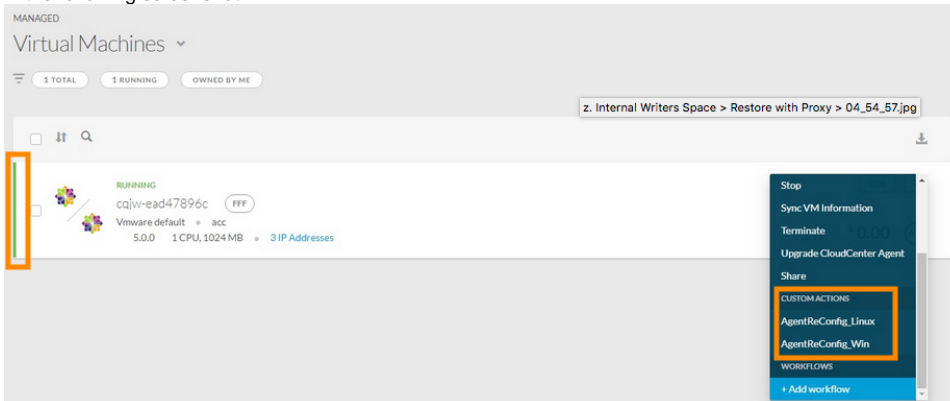 MANAGED
Virtual Machines
1 TOTAL 1 RUNNING OWNED BY ME
z. Internal Writers Space > Restore with Proxy > 04_54_57.jpg
RUNNING
cqjw-ead47896c FFF
Vmware default acc
5.0.0 1 CPU, 1024 MB 3 IP Addresses
Stop
Sync VM Information
Terminate
Upgrade CloudCenter Agent
Share
CUSTOM ACTIONS
AgentReConfig_Linux
AgentReConfig_Win
WORKFLOWS
+ Add workflow